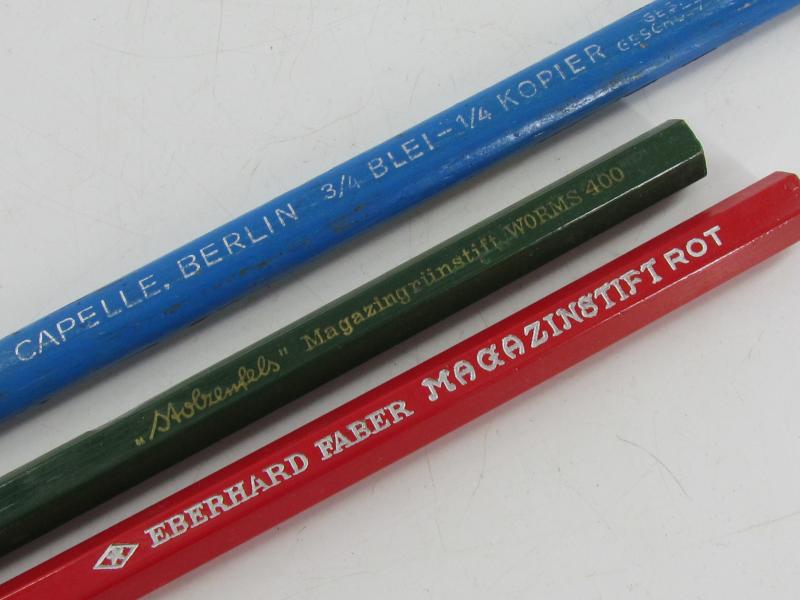 CAPELLE, BERLIN 3/4 BLEI-1/4 KOPIER
"Stolzenfels" Magazingrünstift WORMS 400
EBERHARD FABER MAGAZINSTIFT ROT